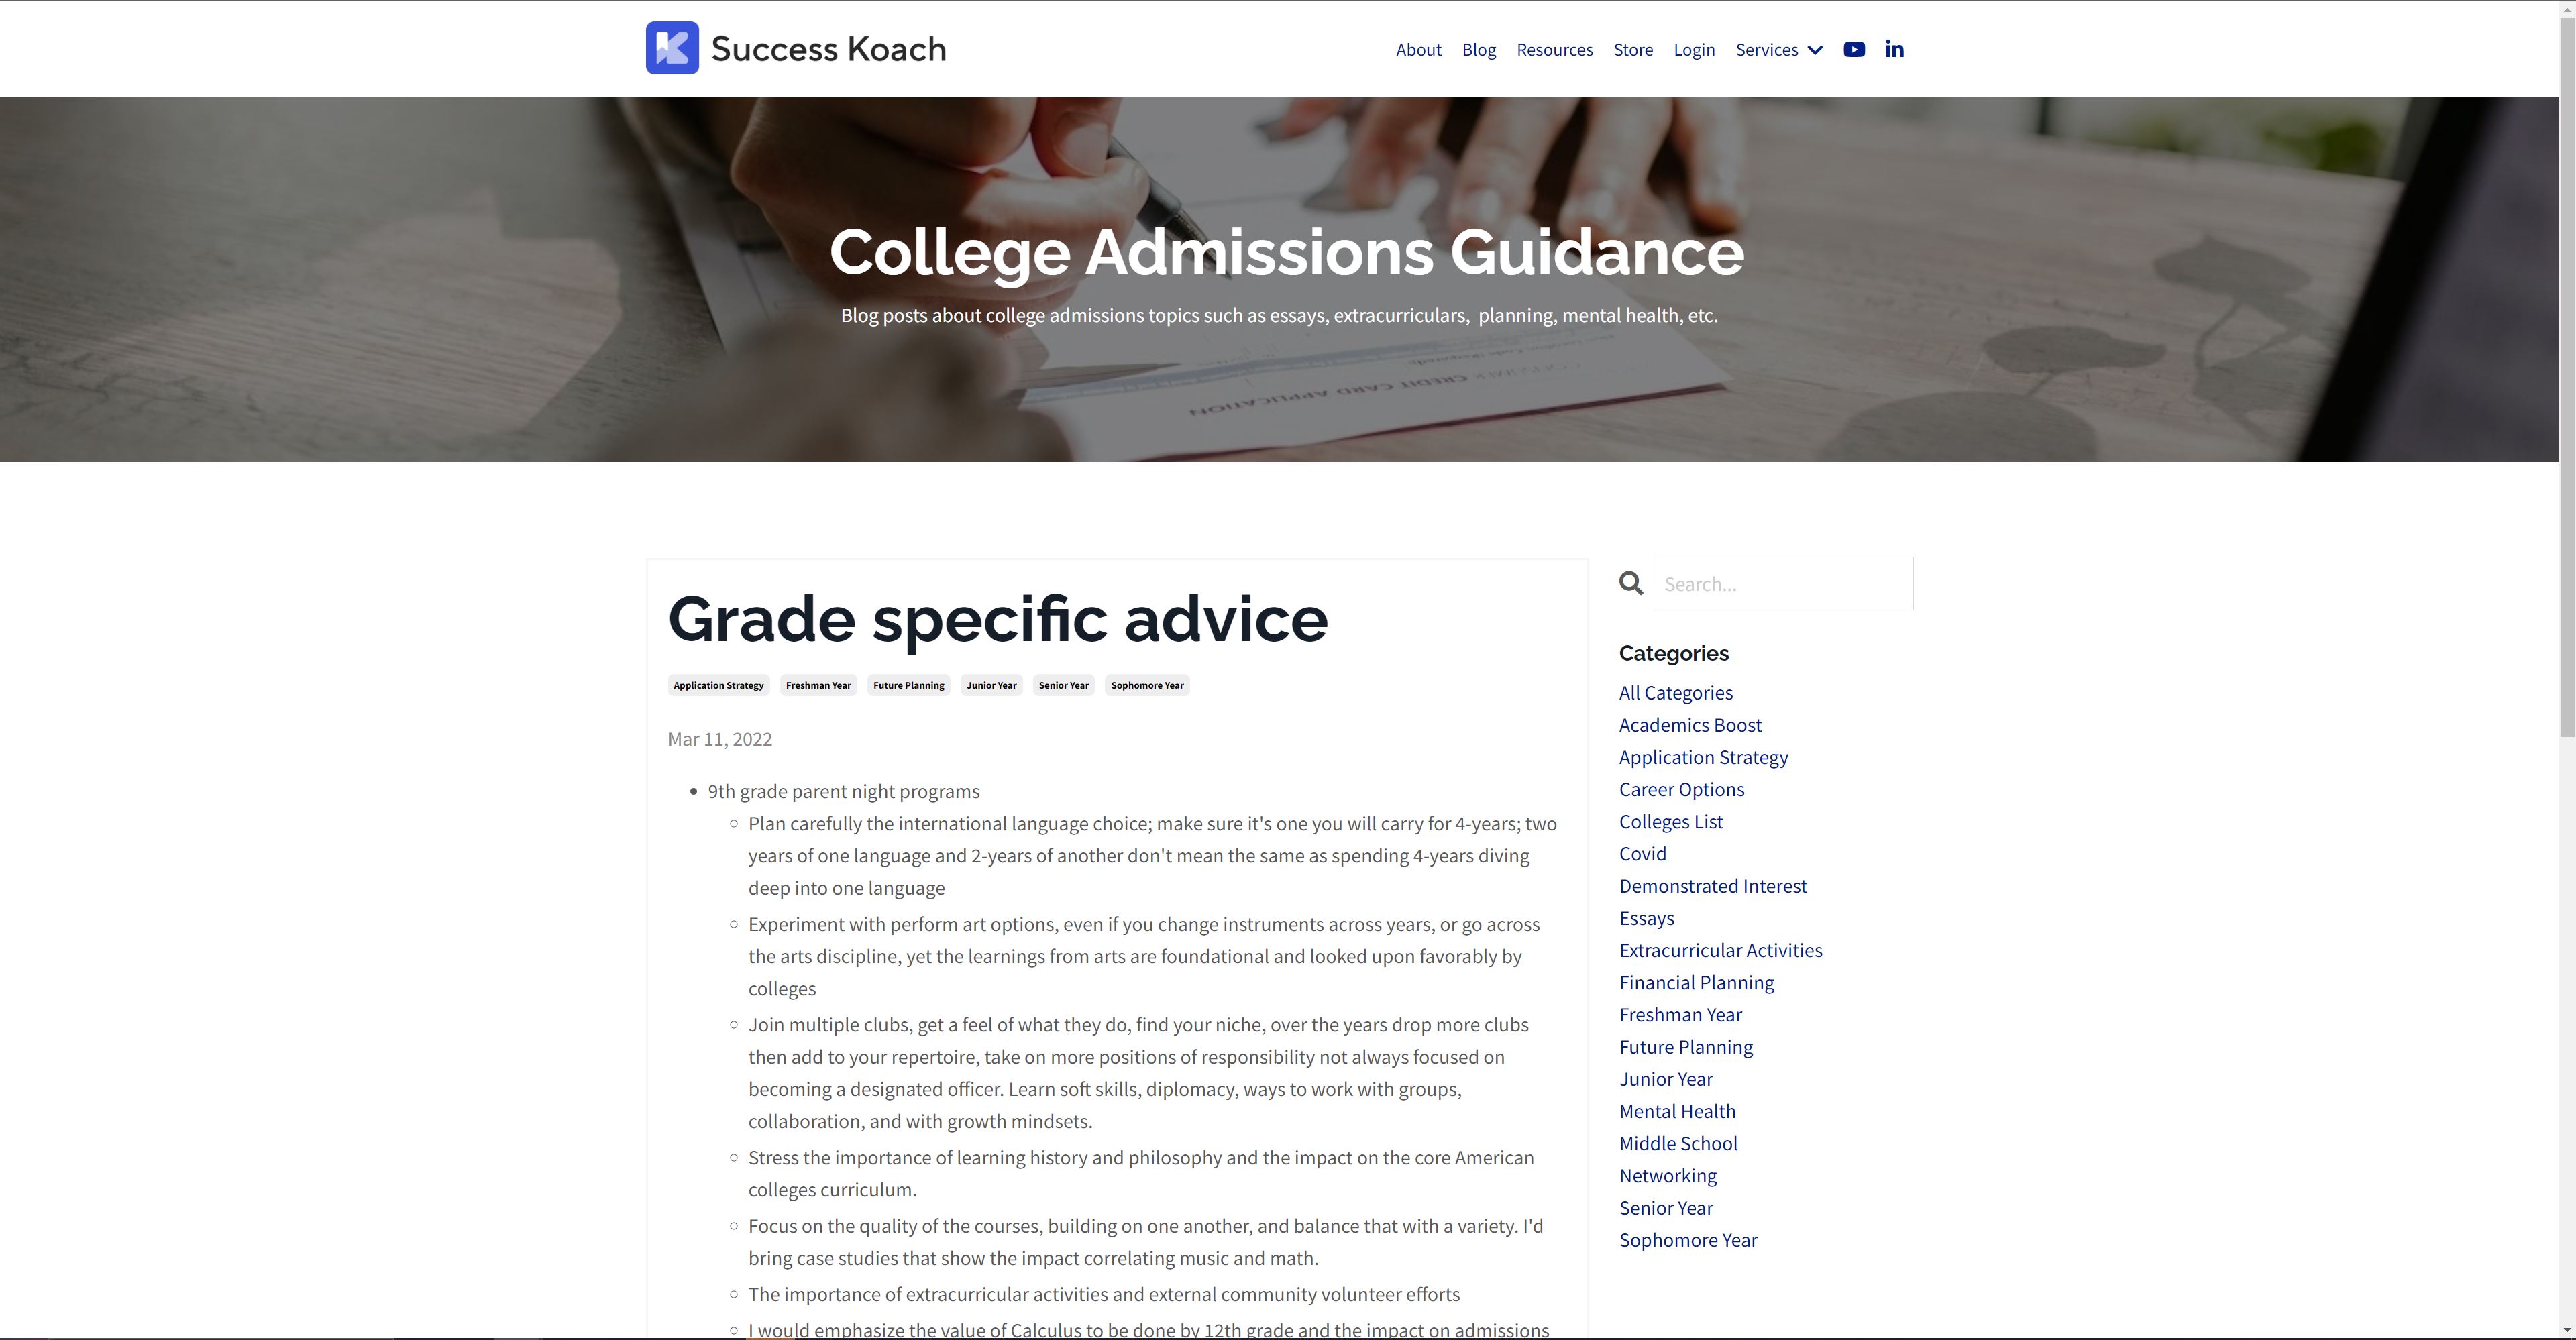 Success Koach
About Blog Resources Store Login Services
College Admissions Guidance
Blog posts about college admissions topics such as essays, extracurriculars, planning, mental health, etc.
CREDIT CARD APPLICATION
Grade specific advice
Application Strategy Freshman Year Future Planning Junior Year Senior Year Sophomore Year
Mar 11, 2022
9th grade parent night programs
Plan carefully the international language choice; make sure it's one you will carry for 4-years; two
years of one language and 2-years of another don't mean the same as spending 4-years diving
deep into one language
Experiment with perform art options, even if you change instruments across years, or go across
the arts discipline, yet the learnings from arts are foundational and looked upon favorably by
colleges
Join multiple clubs, get a feel of what they do, find your niche, over the years drop more clubs
then add to your repertoire, take on more positions of responsibility not always focused on
becoming a designated officer. Learn soft skills, diplomacy, ways to work with groups,
collaboration, and with growth mindsets.
Stress the importance of learning history and philosophy and the impact on the core American
colleges curriculum.
Focus on the quality of the courses, building on one another, and balance that with a variety. I'd
bring case studies that show the impact correlating music and math.
The importance of extracurricular activities and external community volunteer efforts
I would emphasize the value of Calculus to be done by 12th grade and the impact on admissions
Search...
Categories
All Categories
Academics Boost
Application Strategy
Career Options
Colleges List
Covid
Demonstrated Interest
Essays
Extracurricular Activities
Financial Planning
Freshman Year
Future Planning
Junior Year
Mental Health
Middle School
Networking
Senior Year
Sophomore Year